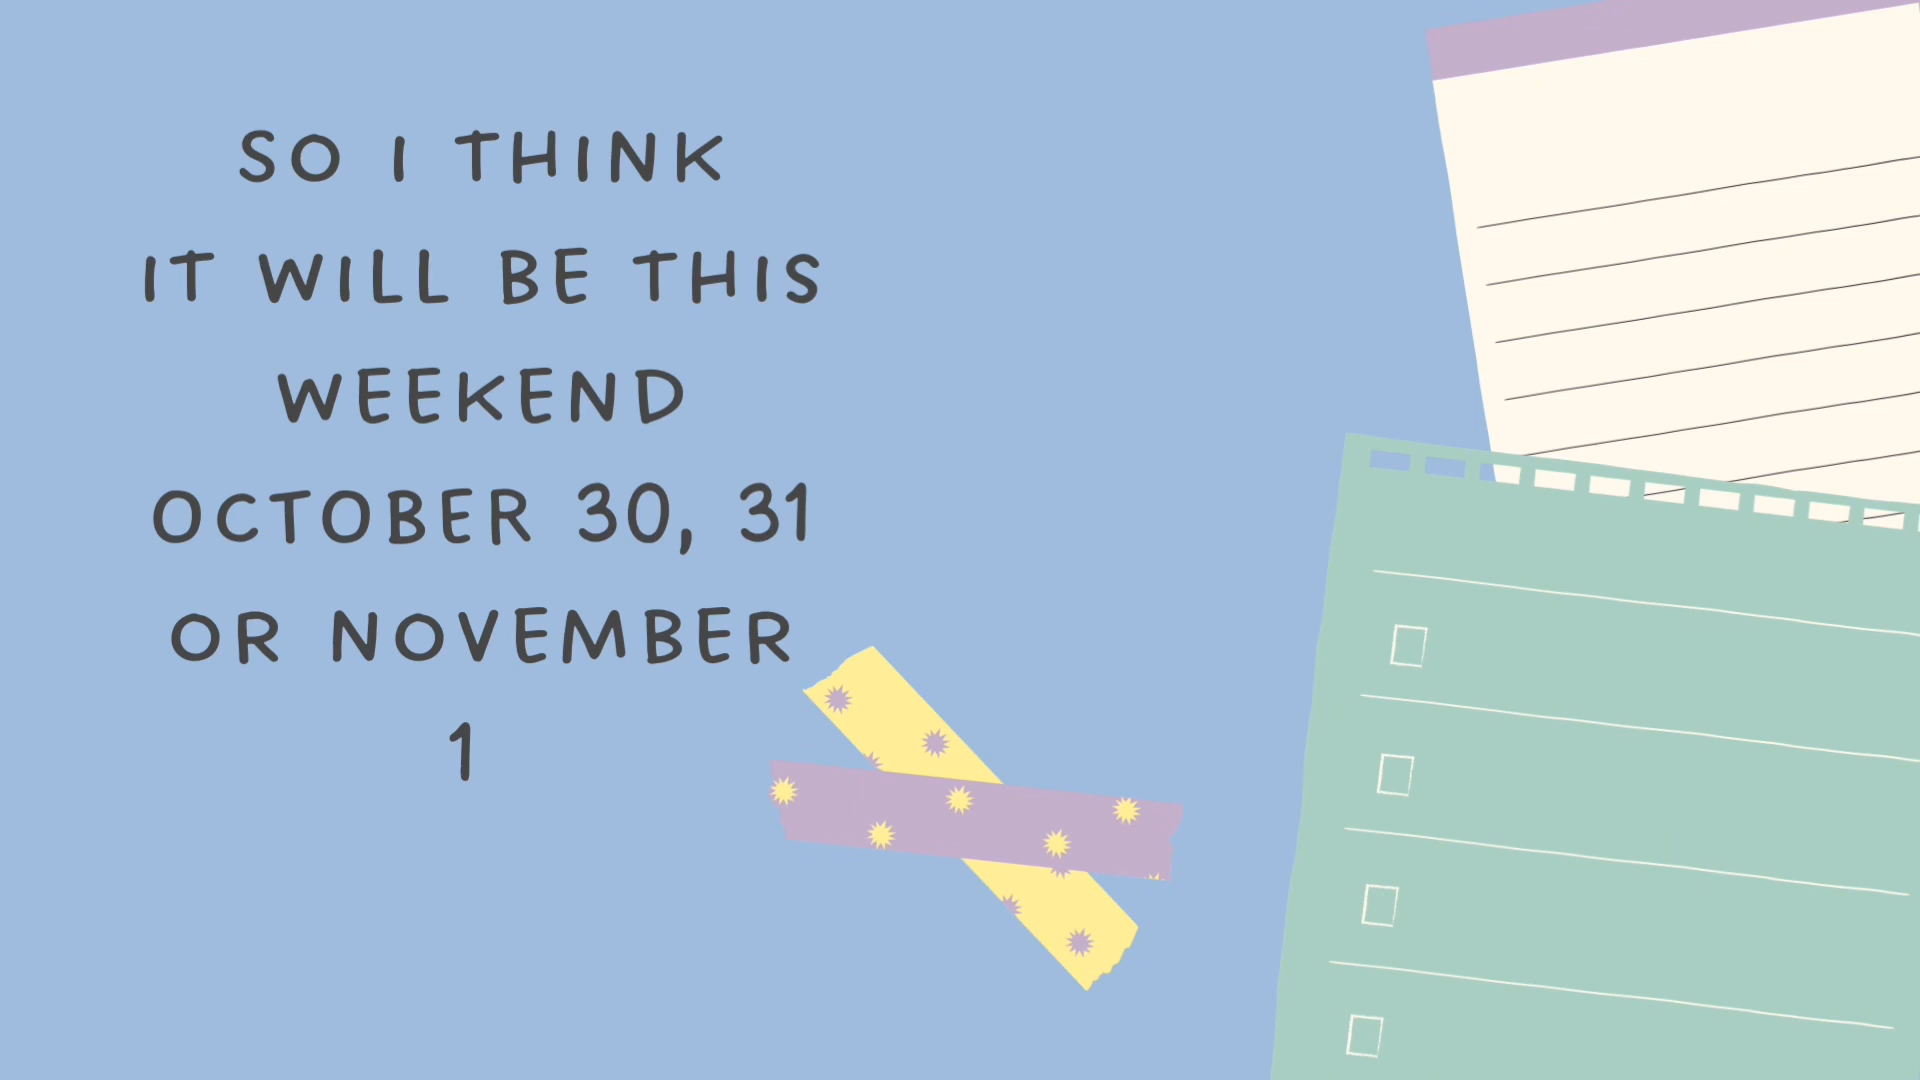 SO I THINK
IT WILL BE THIS
WEEKEND
OCTOBER 30, 31
OR NOVEMBER
1